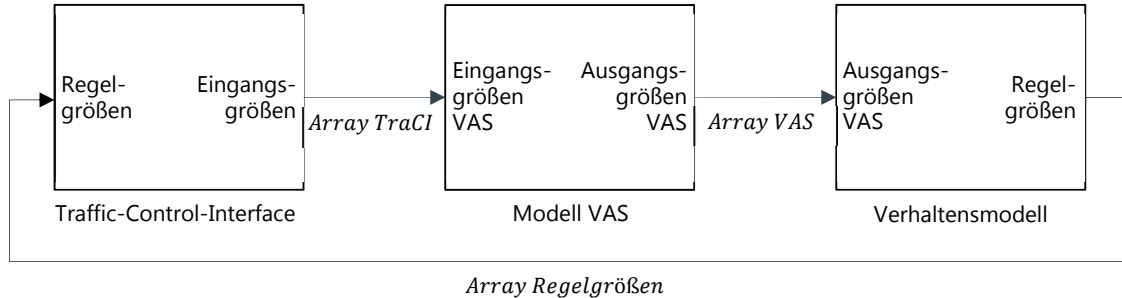 Regel-
größen
Eingangs-
größen
Array TraCI
Eingangs-
größen
VAS
Ausgangs-
größen
VAS
Array VAS
Ausgangs-
größen
VAS
Regel-
größen
Traffic-Control-Interface
Modell VAS
Verhaltensmodell
Array Regelgrößen